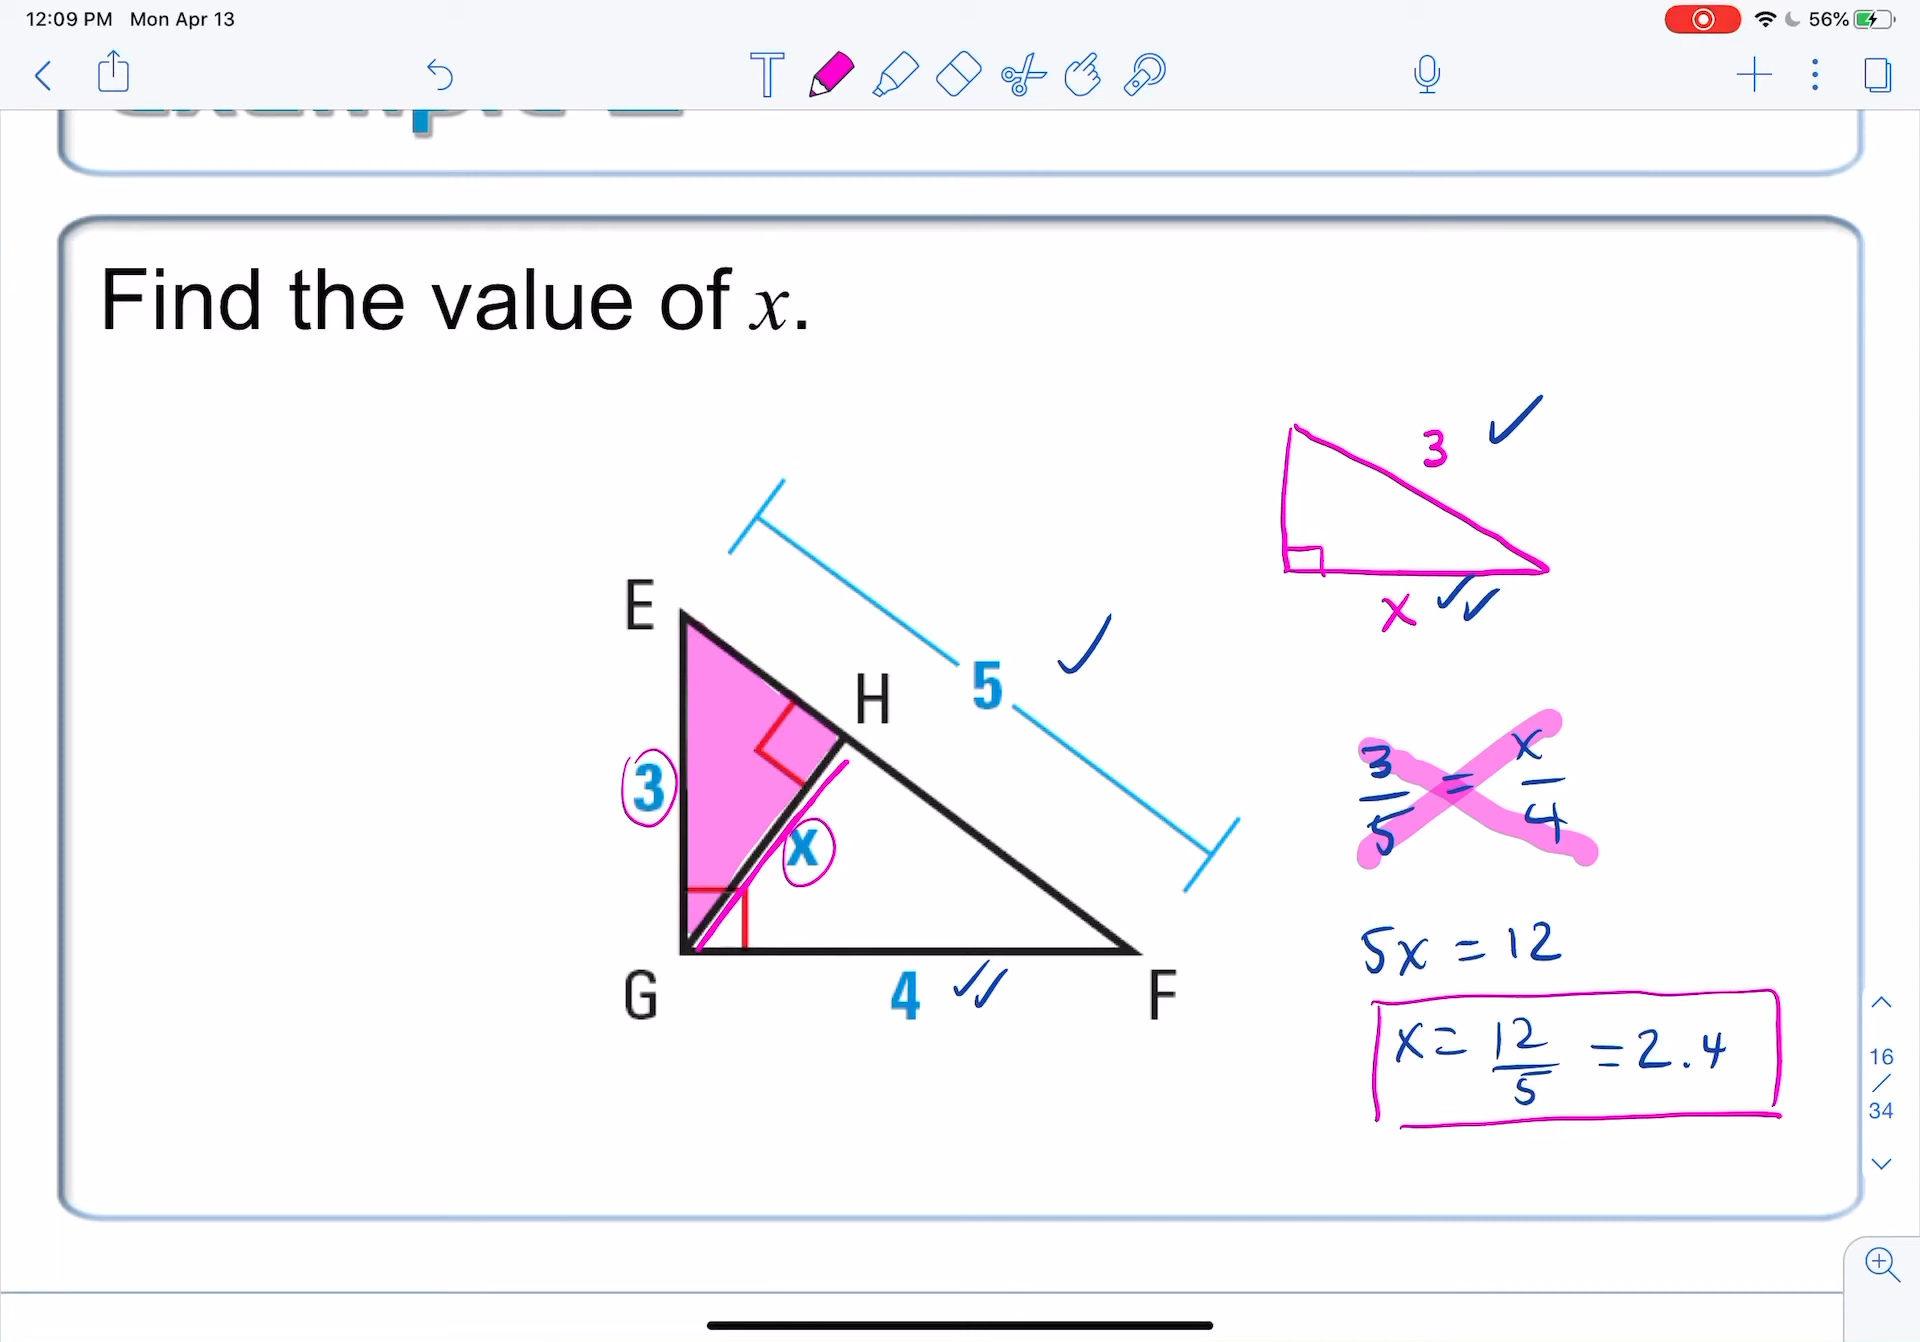 12:09 PM Mon Apr 13
56%
Find the value of x.
3
x
E
H
5
3
x
G
4
F
3/5 = x/4
5x = 12
x = 12/5 = 2.4
16
/
34